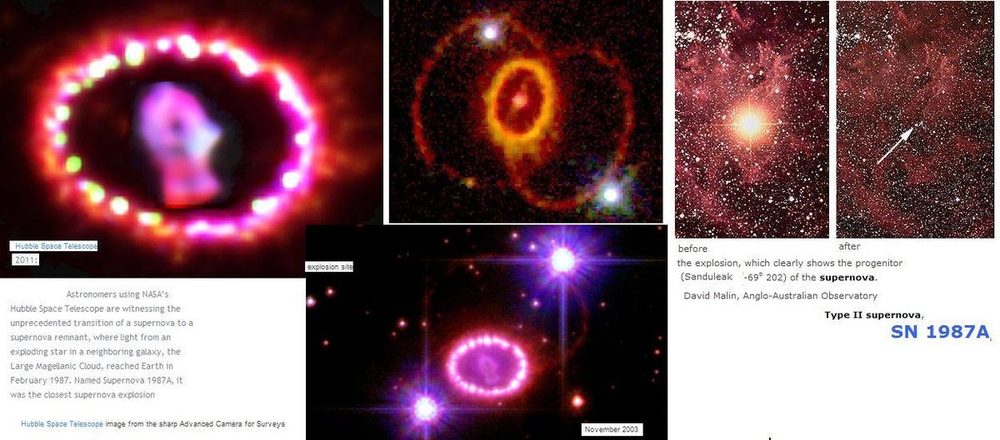 Hubble Space Telescope
2011:
Astronomers using NASA's
Hubble Space Telescope are witnessing the
unprecedented transition of a supernova to a
supernova remnant, where light from an
exploding star in a neighboring galaxy, the
Large Magellanic Cloud, reached Earth in
February 1987. Named Supernova 1987A, it
was the closest supernova explosion
Hubble Space Telescope image from the sharp Advanced Camera for Surveys
explosion site
November 2003
before
after
the explosion, which clearly shows the progenitor
(Sanduleak -69° 202) of the supernova.
David Malin, Anglo-Australian Observatory
Type II supernova,
SN 1987A,